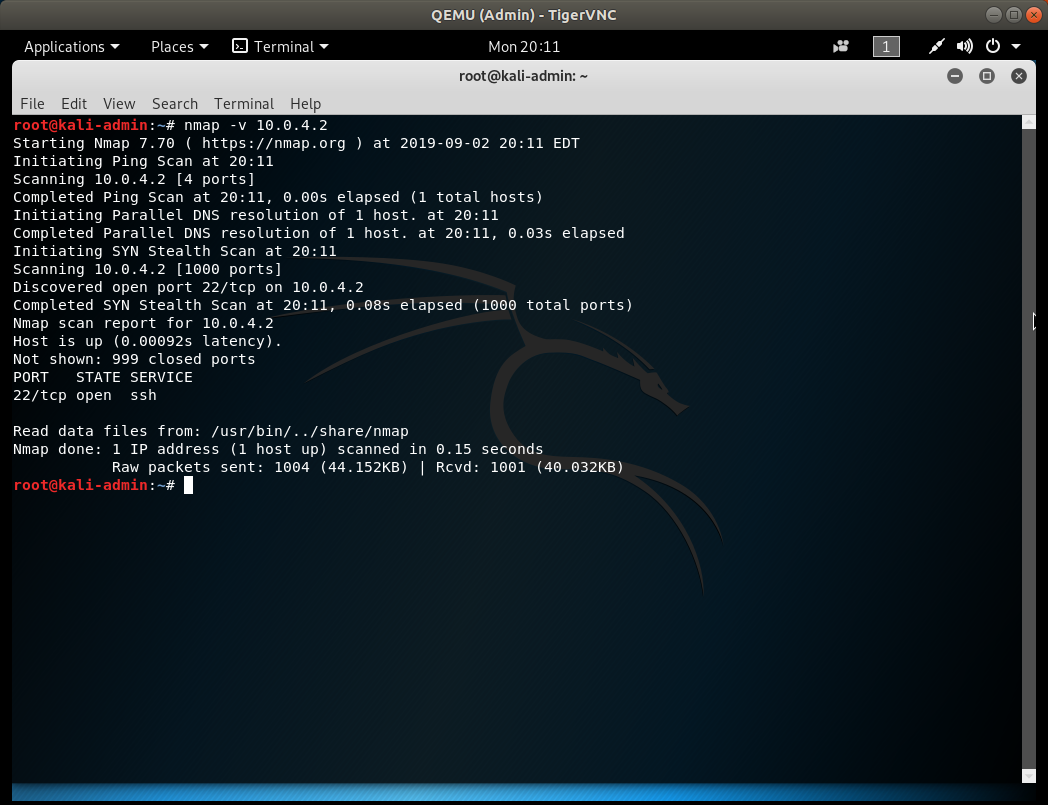 QEMU (Admin) - TigerVNC
Applications Places Terminal Mon 20:11 1
root@kali-admin: ~
File Edit View Search Terminal Help
root@kali-admin:~# nmap -v 10.0.4.2
Starting Nmap 7.70 ( https://nmap.org ) at 2019-09-02 20:11 EDT
Initiating Ping Scan at 20:11
Scanning 10.0.4.2 [4 ports]
Completed Ping Scan at 20:11, 0.00s elapsed (1 total hosts)
Initiating Parallel DNS resolution of 1 host. at 20:11
Completed Parallel DNS resolution of 1 host. at 20:11, 0.03s elapsed
Initiating SYN Stealth Scan at 20:11
Scanning 10.0.4.2 [1000 ports]
Discovered open port 22/tcp on 10.0.4.2
Completed SYN Stealth Scan at 20:11, 0.08s elapsed (1000 total ports)
Nmap scan report for 10.0.4.2
Host is up (0.00092s latency).
Not shown: 999 closed ports
PORT   STATE SERVICE
22/tcp open  ssh
Read data files from: /usr/bin/../share/nmap
Nmap done: 1 IP address (1 host up) scanned in 0.15 seconds
           Raw packets sent: 1004 (44.152KB) | Rcvd: 1001 (40.032KB)
root@kali-admin:~#